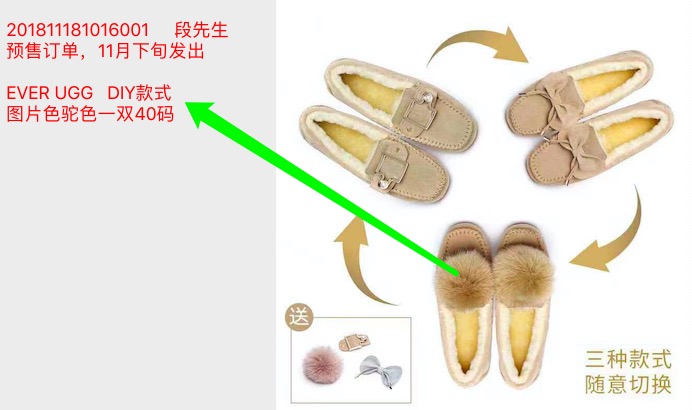 201811181016001 段先生
预售订单，11月下旬发出
EVER UGG DIY款式
图片色驼色一双40码
送
三种款式
随意切换